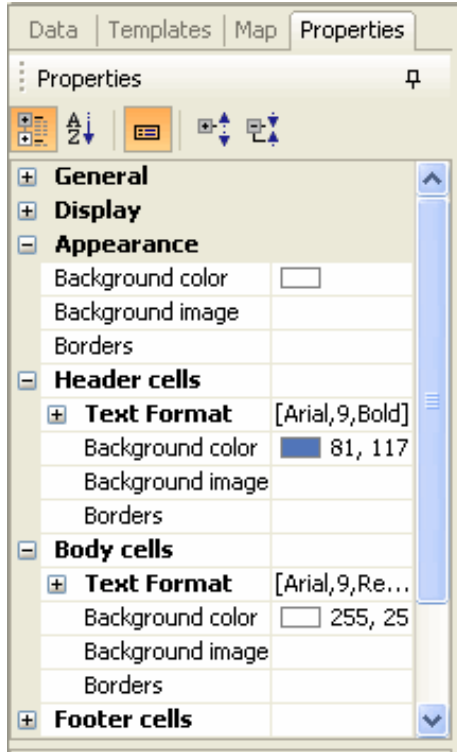 Data Templates Map Properties
Properties
A
Z
General
Display
Appearance
Background color
Background image
Borders
Header cells
Text Format [Arial,9,Bold]
Background color 81, 117
Background image
Borders
Body cells
Text Format [Arial,9,Re...
Background color 255, 25
Background image
Borders
Footer cells